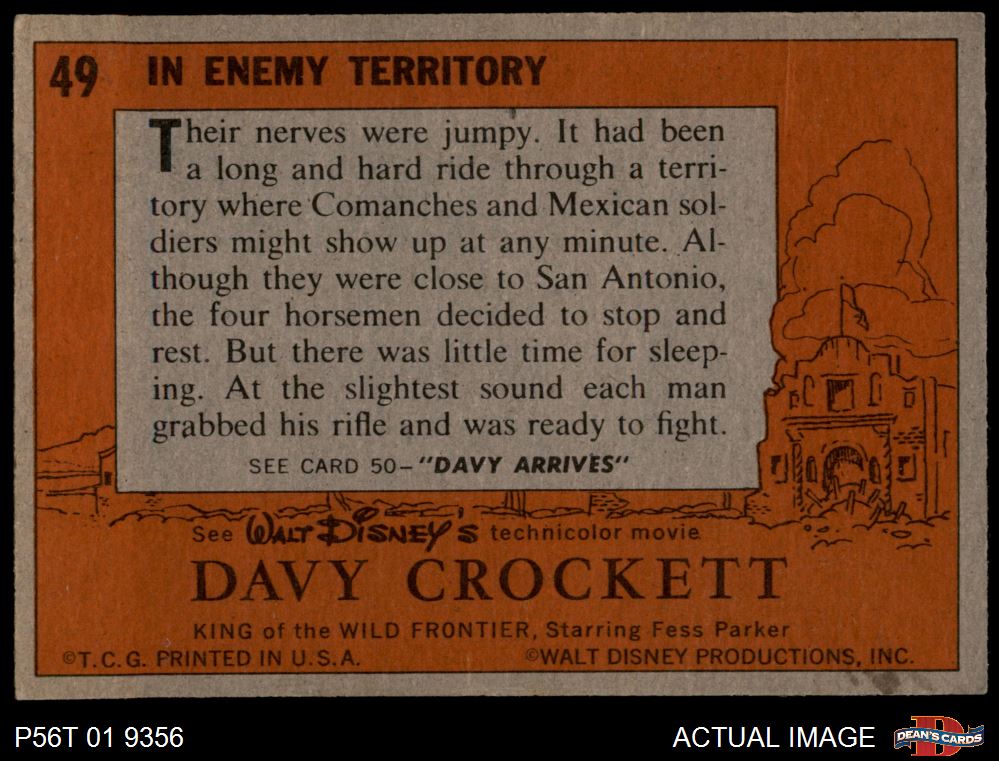 49 IN ENEMY TERRITORY
Their nerves were jumpy. It had been
a long and hard ride through a terri-
tory where Comanches and Mexican sol-
diers might show up at any minute. Al-
though they were close to San Antonio,
the four horsemen decided to stop and
rest. But there was little time for sleep-
ing. At the slightest sound each man
grabbed his rifle and was ready to fight.
SEE CARD 50–"DAVY ARRIVES"
See WALT DISNEY'S technicolor movie
DAVY CROCKETT
KING of the WILD FRONTIER, Starring Fess Parker
©T.C.G. PRINTED IN U.S.A. ©WALT DISNEY PRODUCTIONS, INC.
P56T 01 9356 ACTUAL IMAGE D DEAN'S CARDS